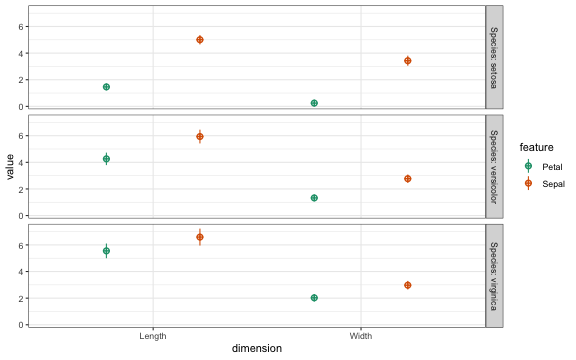 6
4
2
0
Species: setosa
6
4
2
0
Species: versicolor
6
4
2
0
Species: virginica
value
Length
Width
dimension
feature
Petal
Sepal